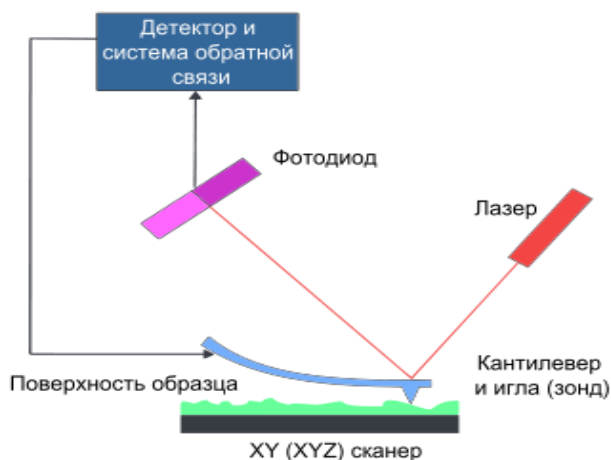 Детектор и
система обратной
связи
Фотодиод
Лазер
Кантилевер
и игла (зонд)
Поверхность образца
XY (XYZ) сканер